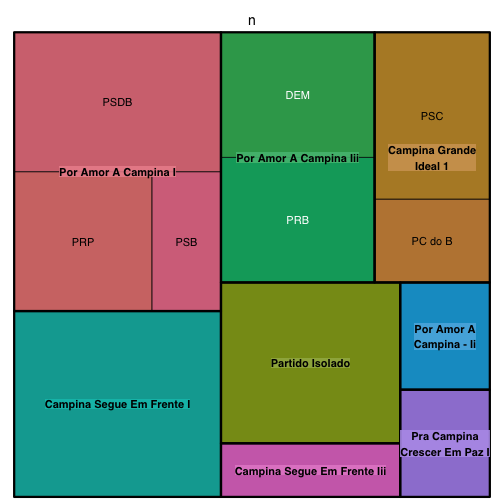 n
PSDB
Por Amor A Campina I
PRP
PSB
DEM
Por Amor A Campina Iii
PRB
PSC
Campina Grande
Ideal 1
PC do B
Campina Segue Em Frente I
Partido Isolado
Campina Segue Em Frente Iii
Por Amor A
Campina - Ii
Pra Campina
Crescer Em Paz I